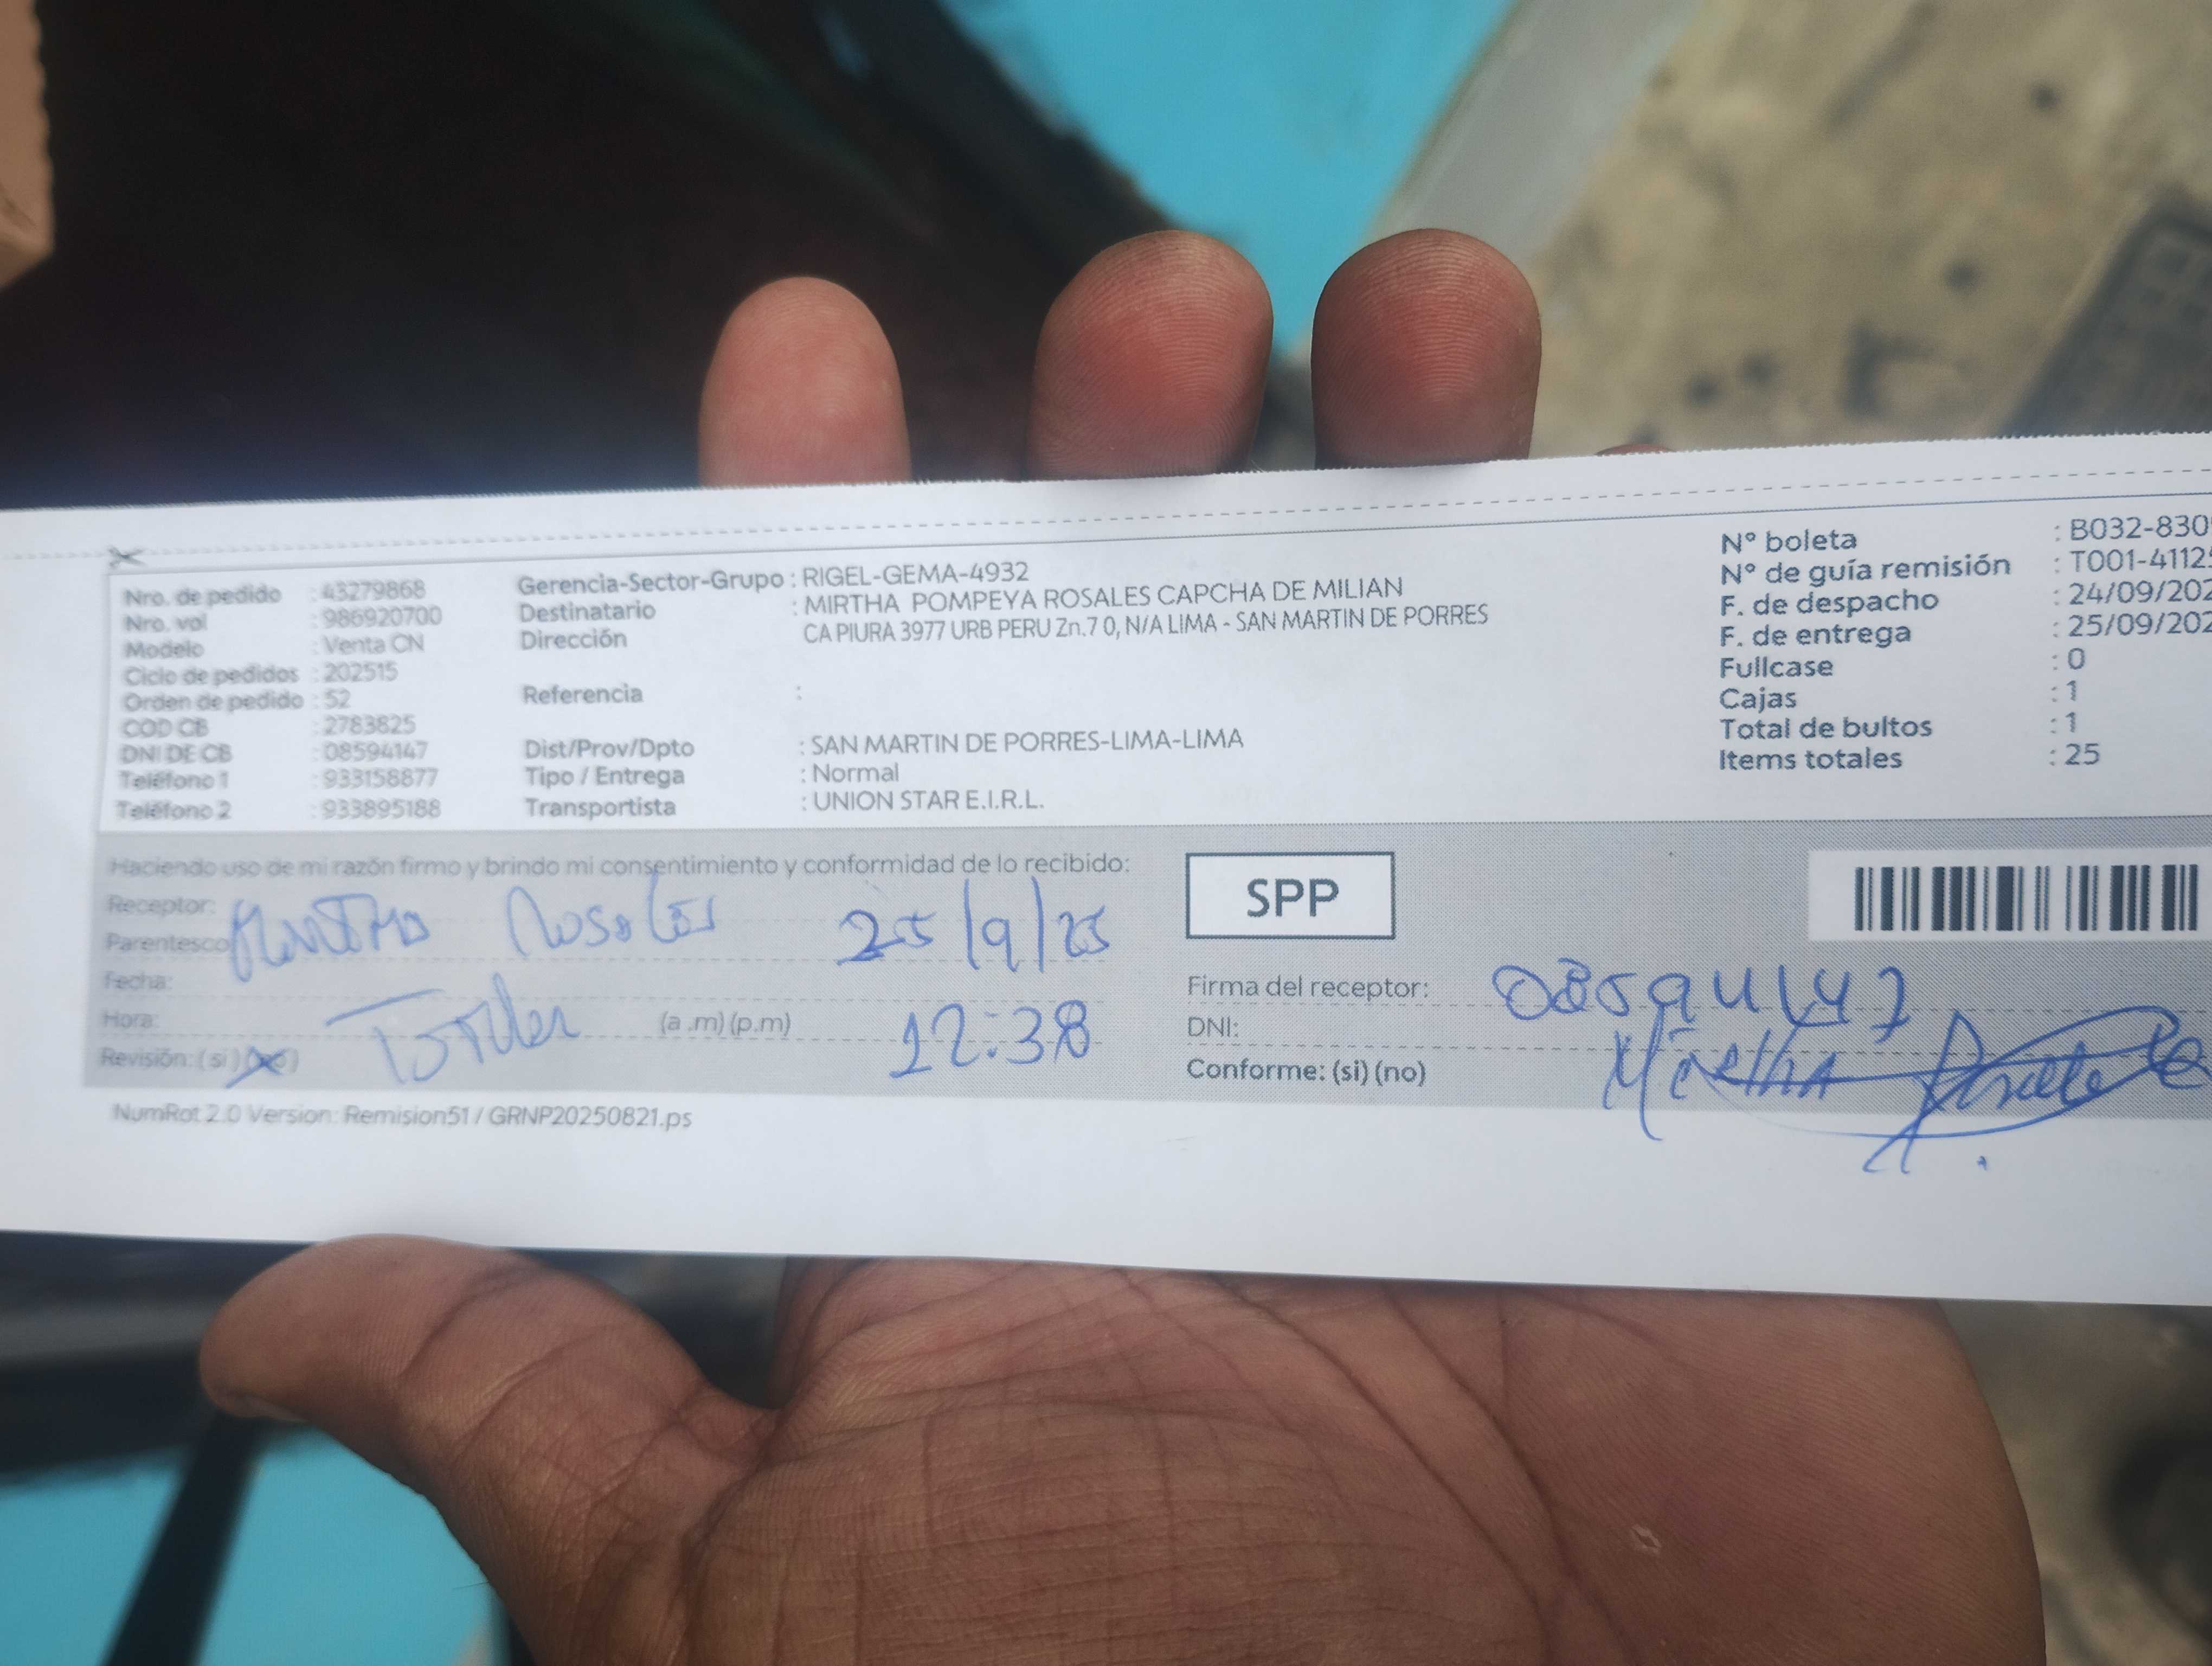 Nro. de pedido : 43279868
Nro. vol : 986920700
Modelo : Venta CN
Ciclo de pedidos : 202515
Orden de pedido : 52
COD CB : 2783825
DNI DE CB : 08594147
Teléfono 1 : 933158877
Teléfono 2 : 933895188
Gerencia-Sector-Grupo : RIGEL-GEMA-4932
Destinatario : MIRTHA POMPEYA ROSALES CAPCHA DE MILIAN
Dirección CA PIURA 3977 URB PERU Zn.7 0, N/A LIMA - SAN MARTIN DE PORRES
Referencia :
Dist/Prov/Dpto : SAN MARTIN DE PORRES-LIMA-LIMA
Tipo / Entrega : Normal
Transportista : UNION STAR E.I.R.L.
N° boleta : B032-830
N° de guía remisión : T001-4112
F. de despacho : 24/09/202
F. de entrega : 25/09/202
Fullcase : 0
Cajas : 1
Total de bultos : 1
Items totales : 25
Haciendo uso de mi razón firmo y brindo mi consentimiento y conformidad de lo recibido:
Receptor:
Parentesco Rosales 25/9/25
Fecha:
Hora: (a .m) (p.m) 12:38
Revisión: (si) (no)
SPP
Firma del receptor: 08594147
DNI: Mirtha
Conforme: (si) (no)
NumRot 2.0 Version: Remision51 / GRNP20250821.ps